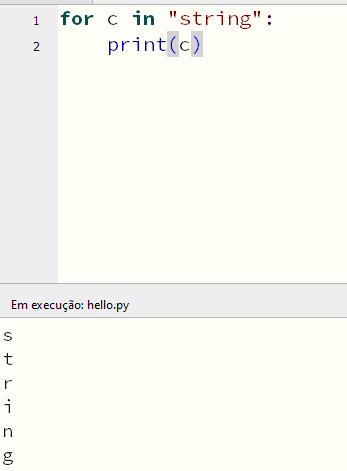 1 for c in "string":
2     print(c)
Em execução: hello.py
s
t
r
i
n
g